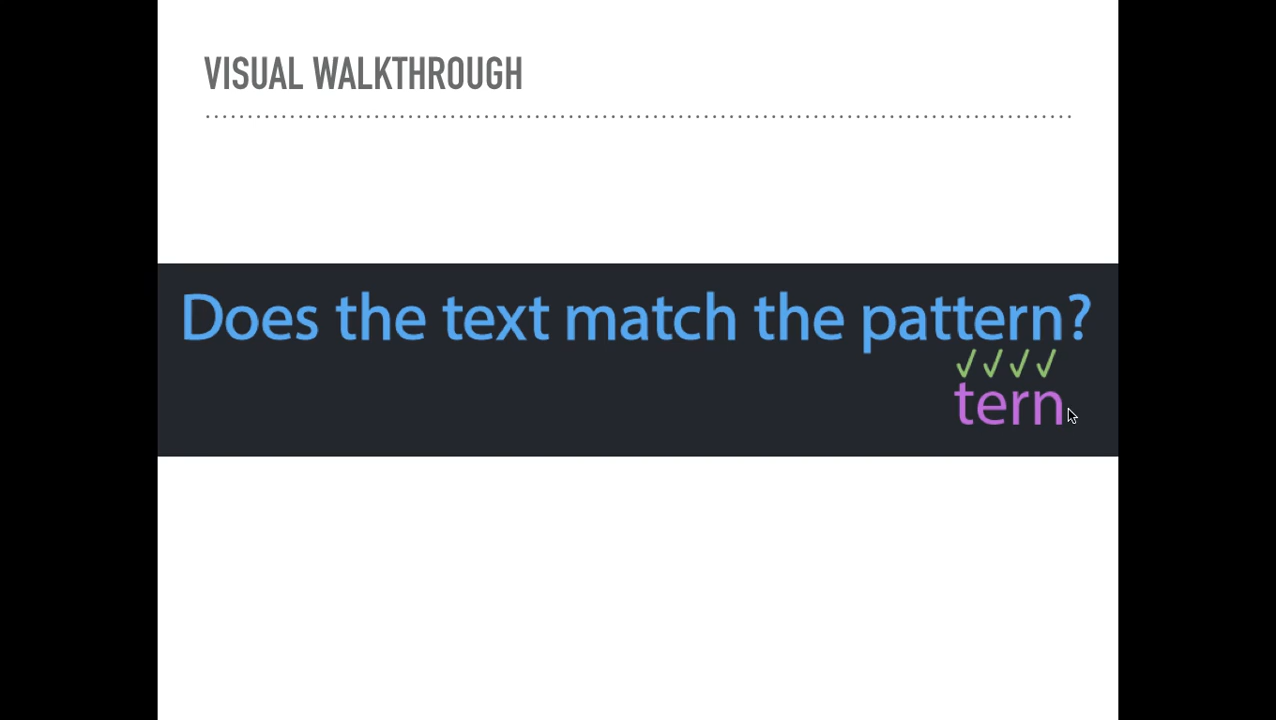 VISUAL WALKTHROUGH
Does the text match the pattern?
✓✓✓✓
tern